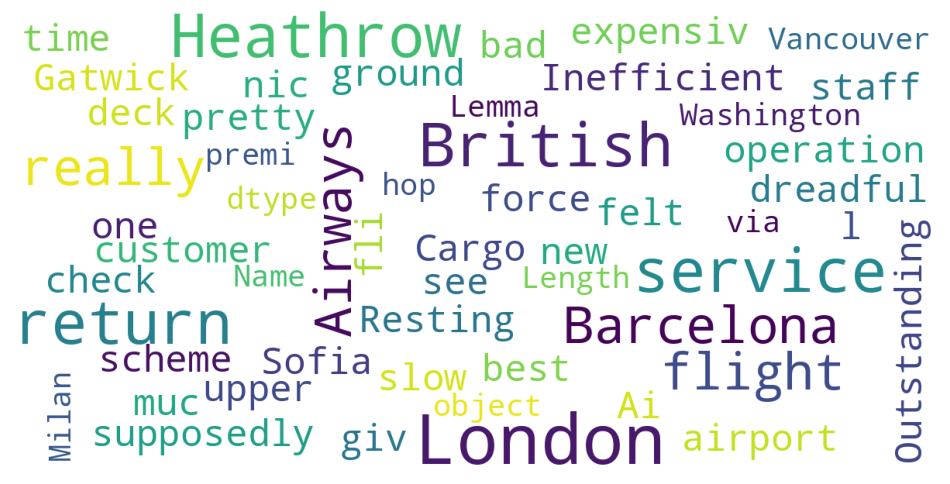 time
Heathrow
bad
expensiv
Vancouver
Gatwick
nic
ground
Inefficient
staff
deck
pretty
Lemma
Washington
really
premi
Airways
British
operation
dtype
hop
force
felt
dreadful
one
fli
via
l
customer
Cargo
new
Outstanding
check
Name
see
Length
service
return
Resting
Barcelona
scheme
Sofia
slow
best
flight
Milan
upper
muc
object
Ai
supposedly
giv
London
airport